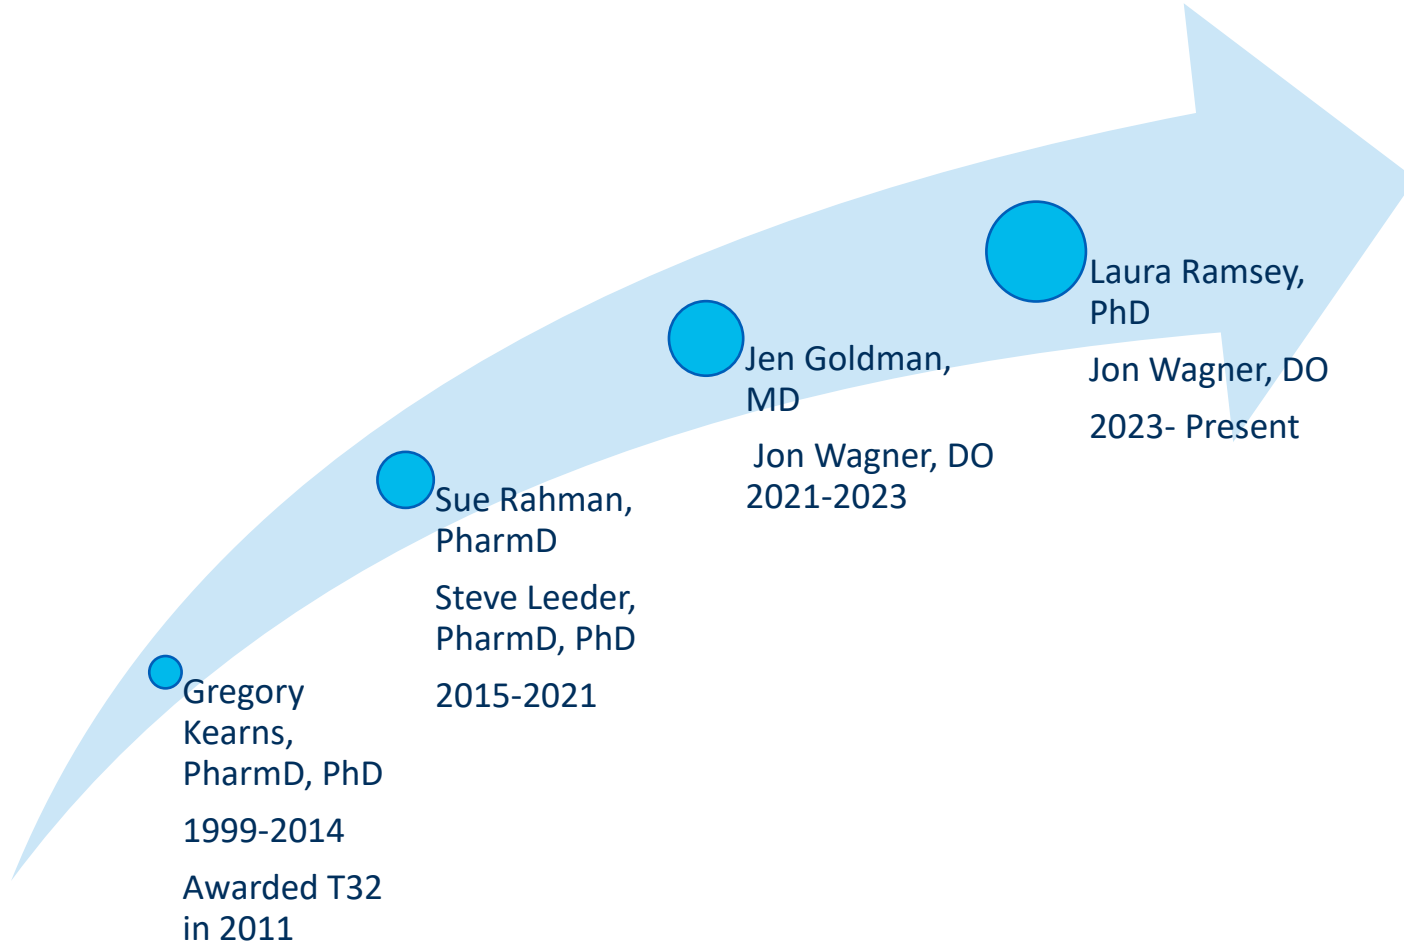 Gregory
Kearns,
PharmD, PhD
1999-2014
Awarded T32
in 2011
Sue Rahman,
PharmD
Steve Leeder,
PharmD, PhD
2015-2021
Jen Goldman,
MD
Jon Wagner, DO
2021-2023
Laura Ramsey,
PhD
Jon Wagner, DO
2023- Present